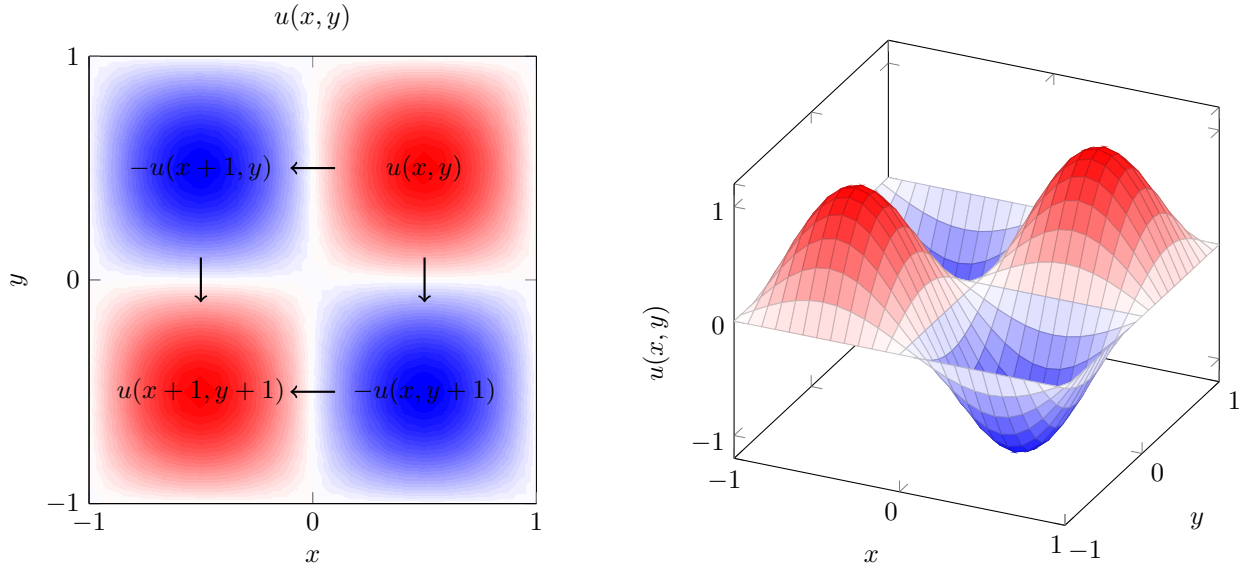 u(x, y)
1
−u(x + 1, y)
u(x, y)
y
0
u(x+1, y+1)
−u(x, y + 1)
−1
−1
0
1
x
1
u(x, y)
0
−1
−1
0
1
x
−1
0
1
y